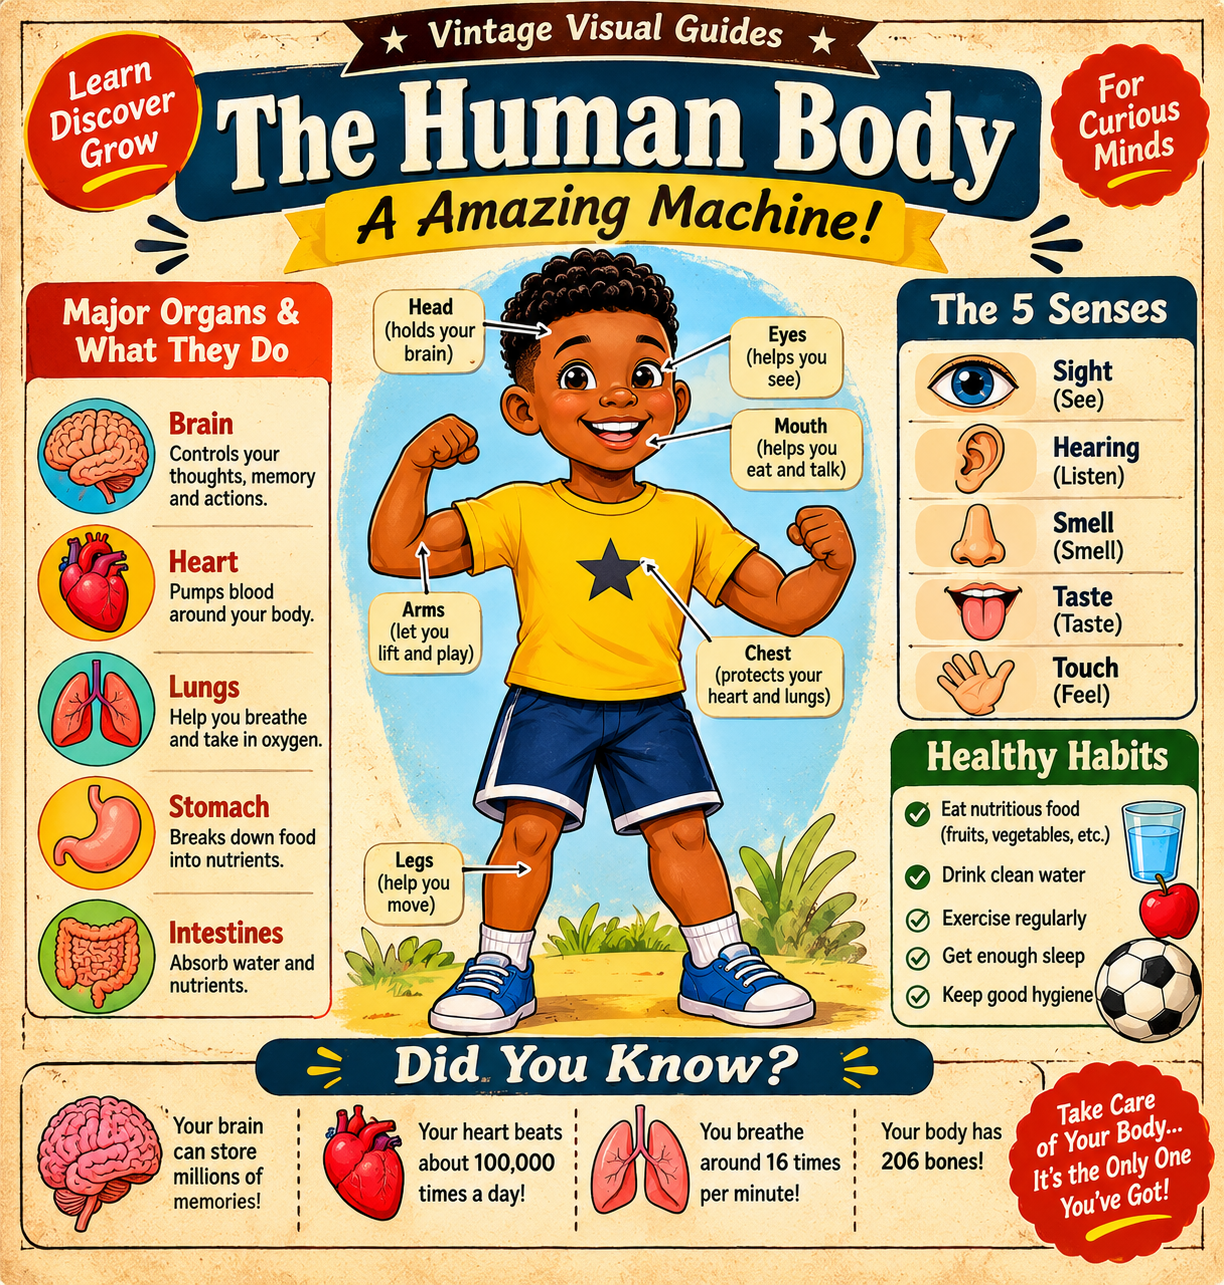 Vintage Visual Guides
Learn
Discover
Grow
The Human Body
For
Curious
Minds
A Amazing Machine!
Major Organs &
What They Do
Brain
Controls your
thoughts, memory
and actions.
Heart
Pumps blood
around your body.
Lungs
Help you breathe
and take in oxygen.
Stomach
Breaks down food
into nutrients.
Intestines
Absorb water and
nutrients.
Head
(holds your
brain)
Eyes
(helps you
see)
Mouth
(helps you
eat and talk)
Arms
(let you
lift and play)
Chest
(protects your
heart and lungs)
Legs
(help you
move)
The 5 Senses
Sight
(See)
Hearing
(Listen)
Smell
(Smell)
Taste
(Taste)
Touch
(Feel)
Healthy Habits
Eat nutritious food
(fruits, vegetables, etc.)
Drink clean water
Exercise regularly
Get enough sleep
Keep good hygiene
Did You Know?
Your brain
can store
millions of
memories!
Your heart beats
about 100,000
times a day!
You breathe
around 16 times
per minute!
Your body has
206 bones!
Take Care
of Your Body...
It's the Only One
You've Got!